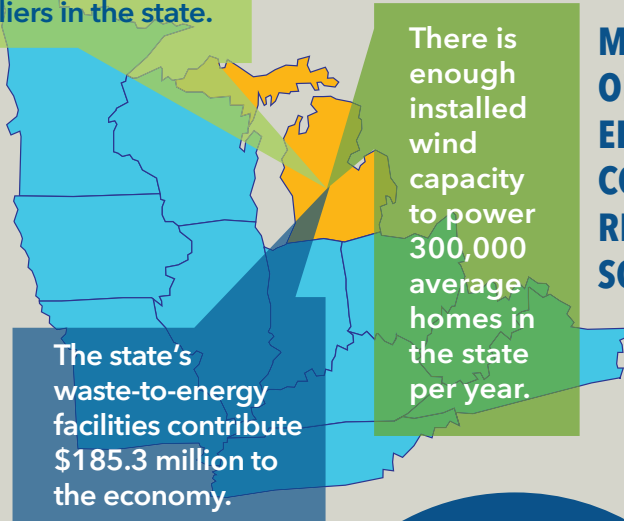 liers in the state.
There is
enough
installed
wind
capacity
to power
300,000
average
homes in
the state
per year.
The state's
waste-to-energy
facilities contribute
$185.3 million to
the economy.